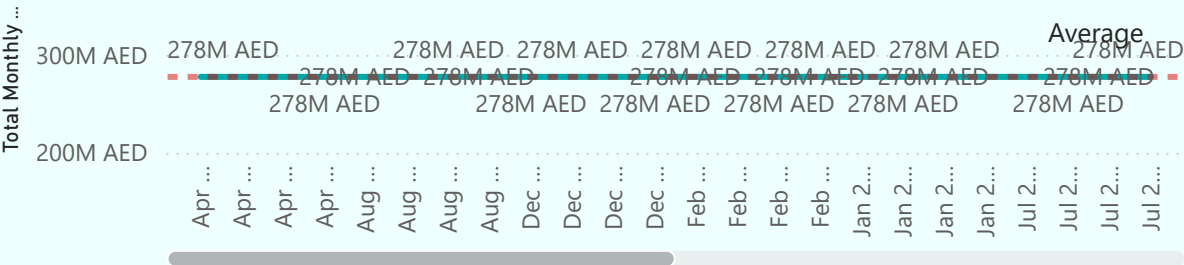 Total Monthly ...
Average
300M AED
278M AED 278M AED 278M AED 278M AED 278M AED 278M AED 278M AED
278M AED 278M AED 278M AED 278M AED 278M AED 278M AED
278M AED 278M AED 278M AED 278M AED 278M AED 278M AED
200M AED
Apr ...
Apr ...
Apr ...
Apr ...
Aug ...
Aug ...
Aug ...
Aug ...
Dec ...
Dec ...
Dec ...
Dec ...
Feb ...
Feb ...
Feb ...
Feb ...
Jan 2...
Jan 2...
Jan 2...
Jan 2...
Jul 2...
Jul 2...
Jul 2...
Jul 2...